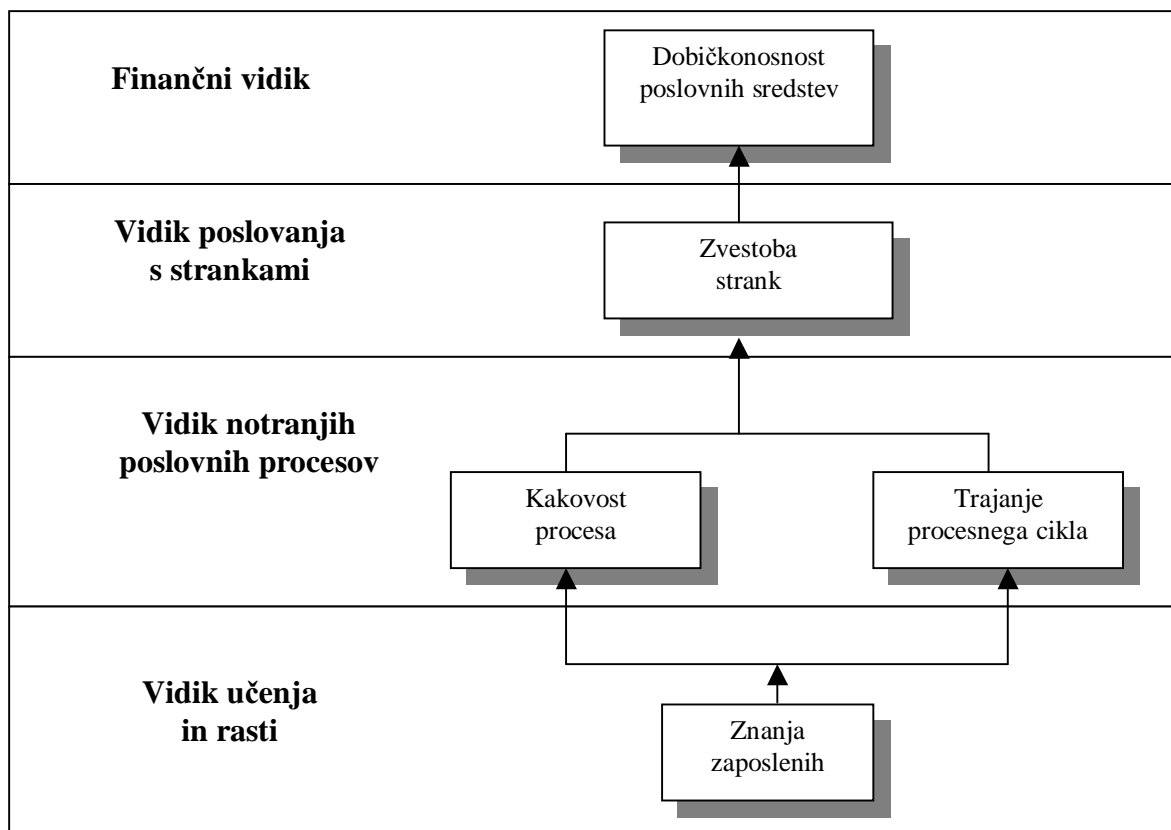 Finančni vidik
Dobičkonosnost
poslovnih sredstev
Vidik poslovanja
s strankami
Zvestoba
strank
Vidik notranjih
poslovnih procesov
Kakovost
procesa
Trajanje
procesnega cikla
Vidik učenja
in rasti
Znanja
zaposlenih